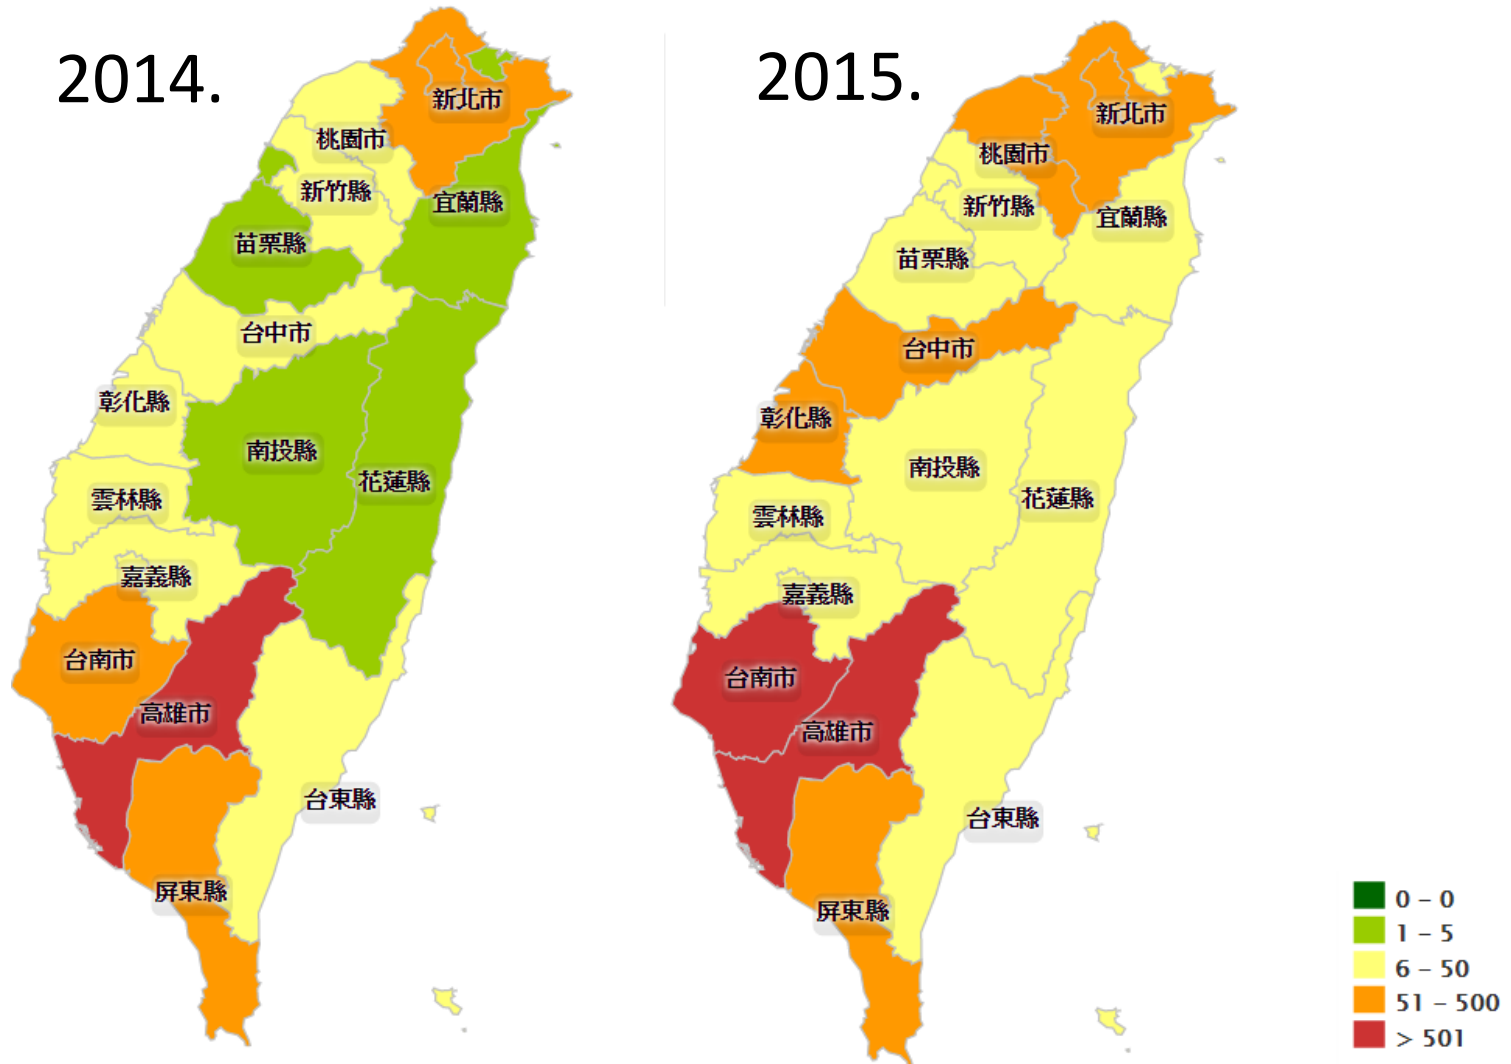 2014.
新北市
桃園市
新竹縣
宜蘭縣
苗栗縣
台中市
彰化縣
南投縣
花蓮縣
雲林縣
嘉義縣
台南市
高雄市
台東縣
屏東縣
2015.
新北市
桃園市
新竹縣
宜蘭縣
苗栗縣
台中市
彰化縣
南投縣
花蓮縣
雲林縣
嘉義縣
台南市
高雄市
台東縣
屏東縣
0 – 0
1 – 5
6 – 50
51 – 500
> 501